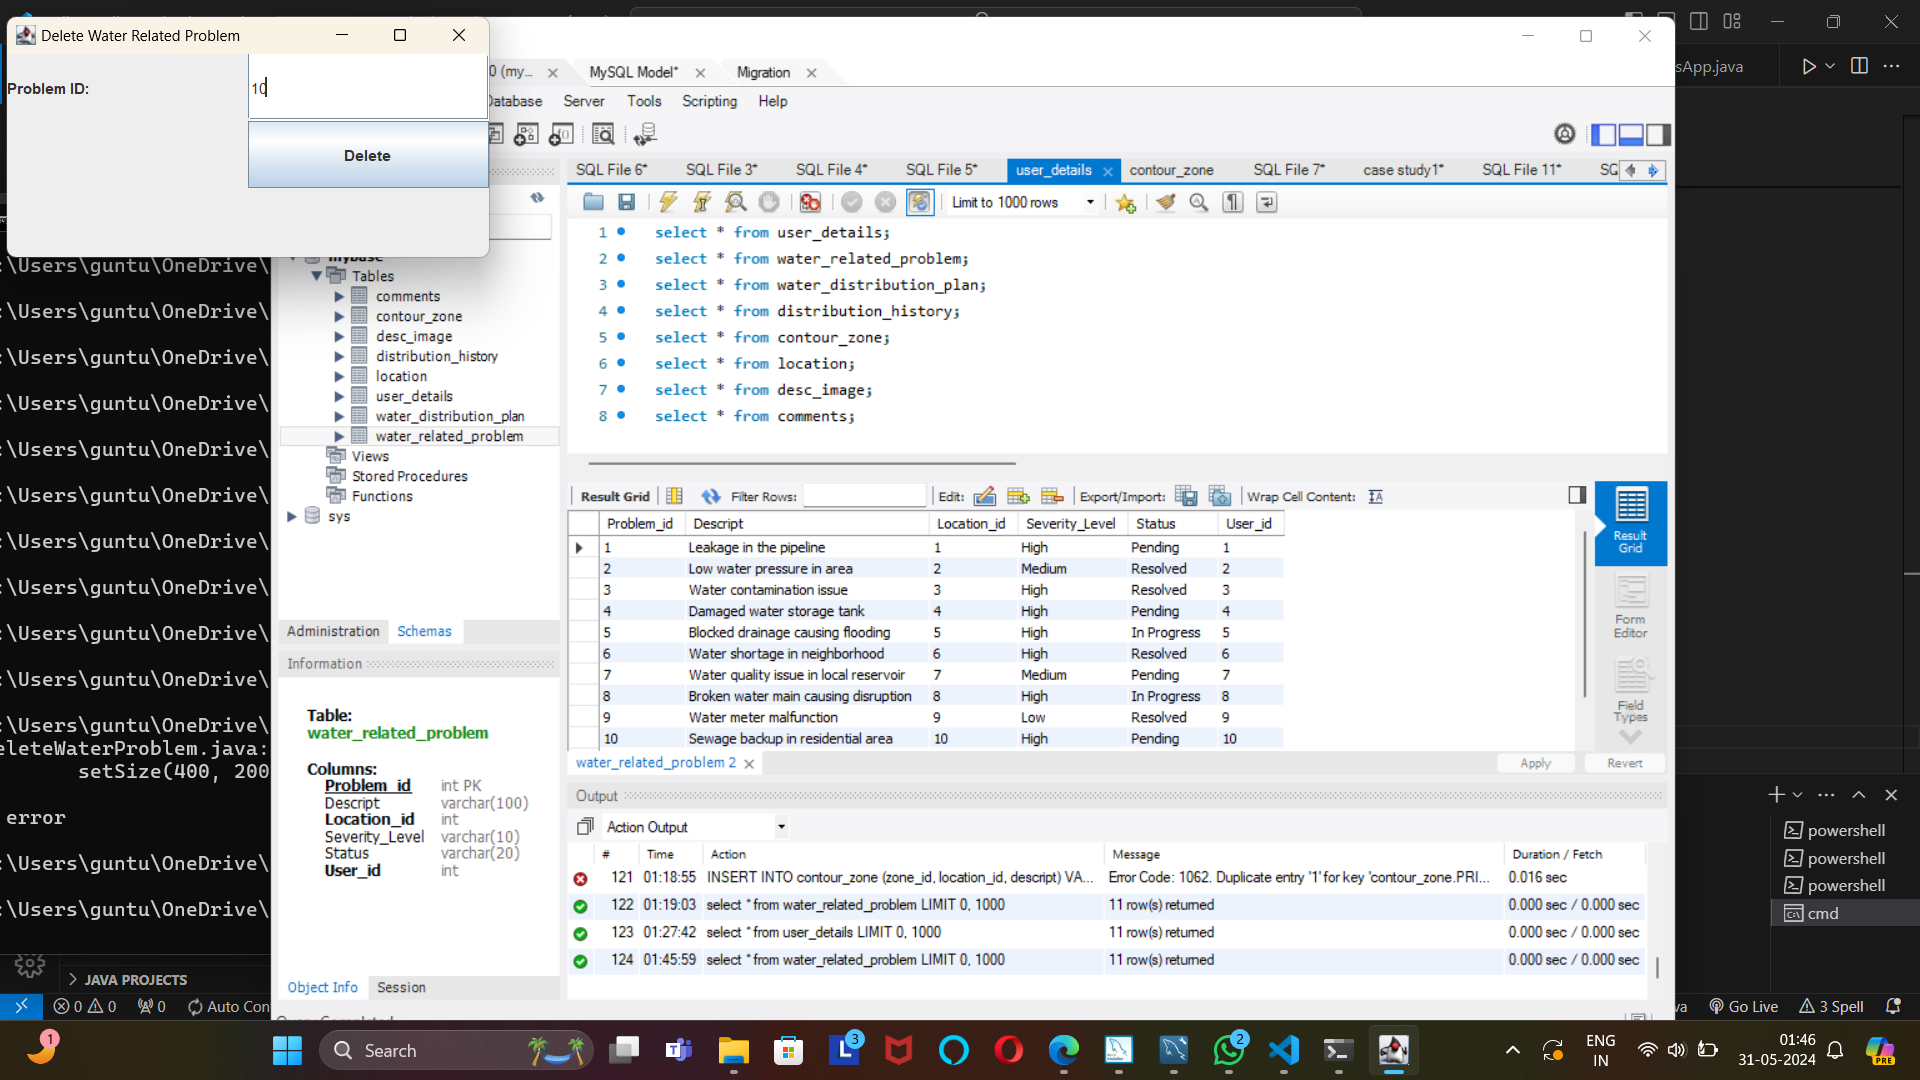 Delete Water Related Problem
Problem ID:
10
Delete
0 (my...
MySQL Model*
Migration
sApp.java
Database
Server
Tools
Scripting
Help
SQL File 6*
SQL File 3*
SQL File 4*
SQL File 5*
user_details
contour_zone
SQL File 7*
case study1*
SQL File 11*
SQ
Limit to 1000 rows
1 select * from user_details;
2 select * from water_related_problem;
3 select * from water_distribution_plan;
4 select * from distribution_history;
5 select * from contour_zone;
6 select * from location;
7 select * from desc_image;
8 select * from comments;
mybase
Tables
comments
contour_zone
desc_image
distribution_history
location
user_details
water_distribution_plan
water_related_problem
Views
Stored Procedures
Functions
sys
Administration
Schemas
Information
Table:
water_related_problem
Columns:
Problem_id int PK
Descript varchar(100)
Location_id int
Severity_Level varchar(10)
Status varchar(20)
User_id int
Object Info
Session
Result Grid
Filter Rows:
Edit:
Export/Import:
Wrap Cell Content:
Problem_id Descript Location_id Severity_Level Status User_id
1 Leakage in the pipeline 1 High Pending 1
2 Low water pressure in area 2 Medium Resolved 2
3 Water contamination issue 3 High Resolved 3
4 Damaged water storage tank 4 High Pending 4
5 Blocked drainage causing flooding 5 High In Progress 5
6 Water shortage in neighborhood 6 High Resolved 6
7 Water quality issue in local reservoir 7 Medium Pending 7
8 Broken water main causing disruption 8 High In Progress 8
9 Water meter malfunction 9 Low Resolved 9
10 Sewage backup in residential area 10 High Pending 10
Result
Grid
Form
Editor
Field
Types
water_related_problem 2
Apply
Revert
Output
Action Output
# Time Action Message Duration / Fetch
121 01:18:55 INSERT INTO contour_zone (zone_id, location_id, descript) VA... Error Code: 1062. Duplicate entry '1' for key 'contour_zone.PRI... 0.016 sec
122 01:19:03 select * from water_related_problem LIMIT 0, 1000 11 row(s) returned 0.000 sec / 0.000 sec
123 01:27:42 select * from user_details LIMIT 0, 1000 11 row(s) returned 0.000 sec / 0.000 sec
124 01:45:59 select * from water_related_problem LIMIT 0, 1000 11 row(s) returned 0.000 sec / 0.000 sec
:\Users\guntu\OneDrive\
:\Users\guntu\OneDrive\
:\Users\guntu\OneDrive\
:\Users\guntu\OneDrive\
:\Users\guntu\OneDrive\
:\Users\guntu\OneDrive\
:\Users\guntu\OneDrive\
:\Users\guntu\OneDrive\
:\Users\guntu\OneDrive\
:\Users\guntu\OneDrive\
:\Users\guntu\OneDrive\
eleteWaterProblem.java:
setSize(400, 200
error
:\Users\guntu\OneDrive\
:\Users\guntu\OneDrive\
powershell
powershell
powershell
cmd
JAVA PROJECTS
0
0
0
Auto Con
va
Go Live
3 Spell
1
Search
3
2
ENG
IN
01:46
31-05-2024
PRE